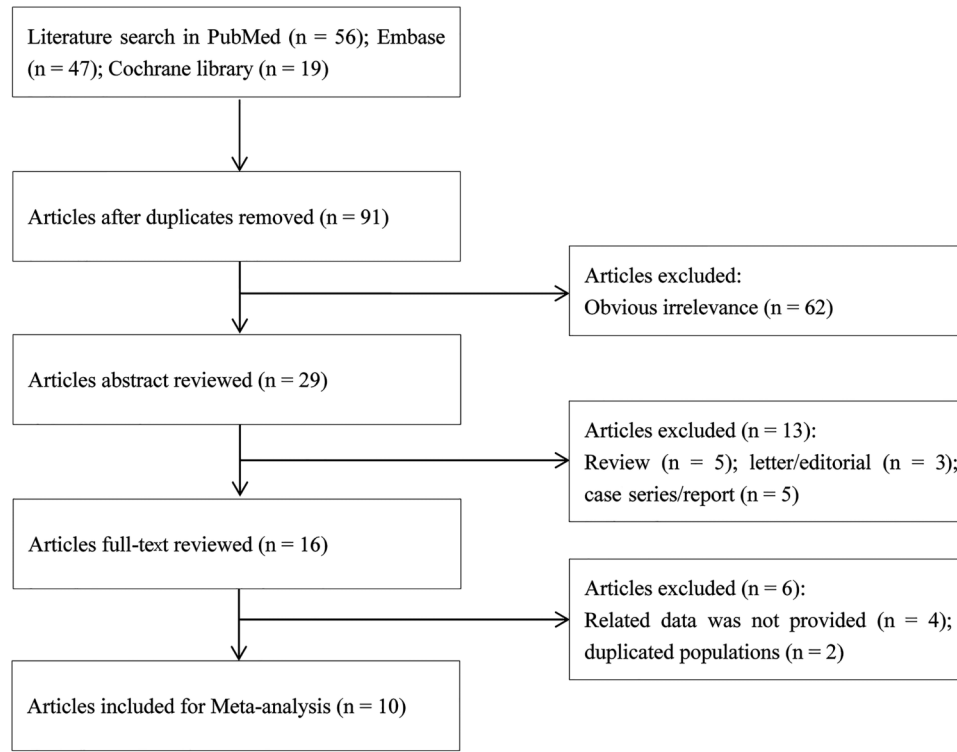 Literature search in PubMed (n = 56); Embase
(n = 47); Cochrane library (n = 19)
Articles after duplicates removed (n = 91)
Articles excluded:
Obvious irrelevance (n = 62)
Articles abstract reviewed (n = 29)
Articles excluded (n = 13):
Review (n = 5); letter/editorial (n = 3);
case series/report (n = 5)
Articles full-text reviewed (n = 16)
Articles excluded (n = 6):
Related data was not provided (n = 4);
duplicated populations (n = 2)
Articles included for Meta-analysis (n = 10)